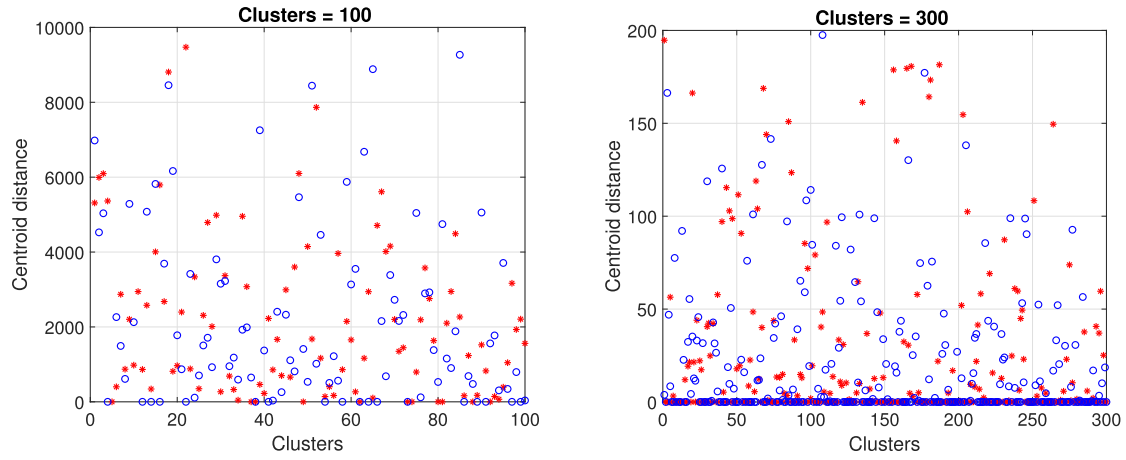 Clusters = 100
10000
8000
6000
4000
2000
0
Centroid distance
0 20 40 60 80 100
Clusters
Clusters = 300
200
150
100
50
0
Centroid distance
0 50 100 150 200 250 300
Clusters